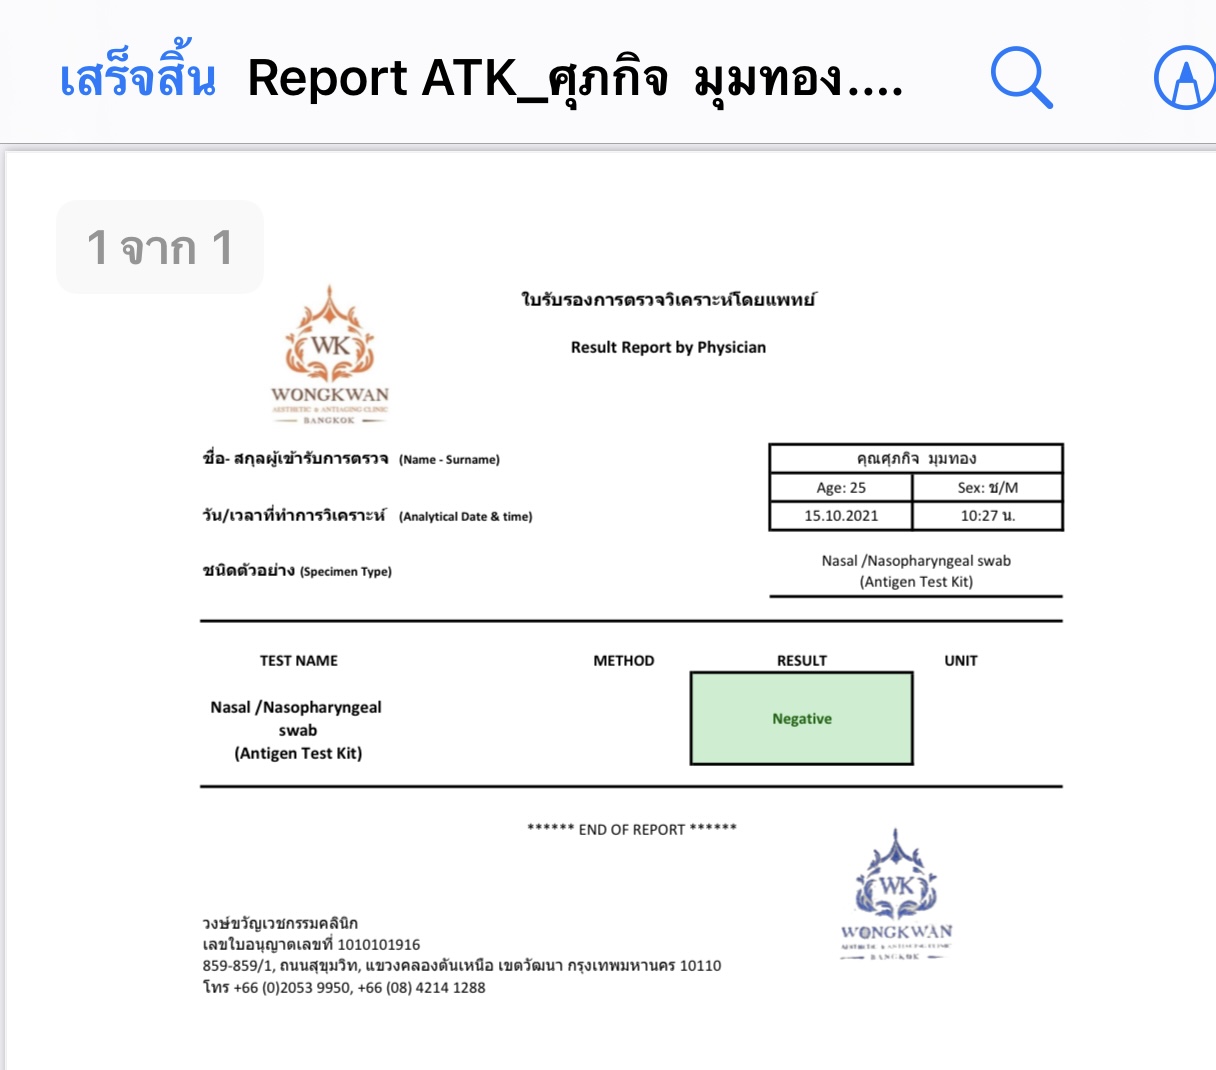 เสร็จสิ้น Report ATK_ศุภกิจ มุมทอง....
1 จาก 1
WK
WONGKWAN
AESTHETIC & ANTIAGING CLINIC
BANGKOK
ใบรับรองการตรวจวิเคราะห์โดยแพทย์
Result Report by Physician
ชื่อ- สกุลผู้เข้ารับการตรวจ (Name - Surname)
คุณศุภกิจ มุมทอง
Age: 25 Sex: ช/M
วัน/เวลาที่ทำการวิเคราะห์ (Analytical Date & time)
15.10.2021 10:27 น.
ชนิดตัวอย่าง (Specimen Type)
Nasal /Nasopharyngeal swab
(Antigen Test Kit)
TEST NAME METHOD RESULT UNIT
Nasal /Nasopharyngeal
swab
(Antigen Test Kit)
Negative
****** END OF REPORT ******
WK
WONGKWAN
AESTHETIC & ANTIAGING CLINIC
BANGKOK
วงษ์ขวัญเวชกรรมคลินิก
เลขใบอนุญาตเลขที่ 1010101916
859-859/1, ถนนสุขุมวิท, แขวงคลองตันเหนือ เขตวัฒนา กรุงเทพมหานคร 10110
โทร +66 (0)2053 9950, +66 (08) 4214 1288